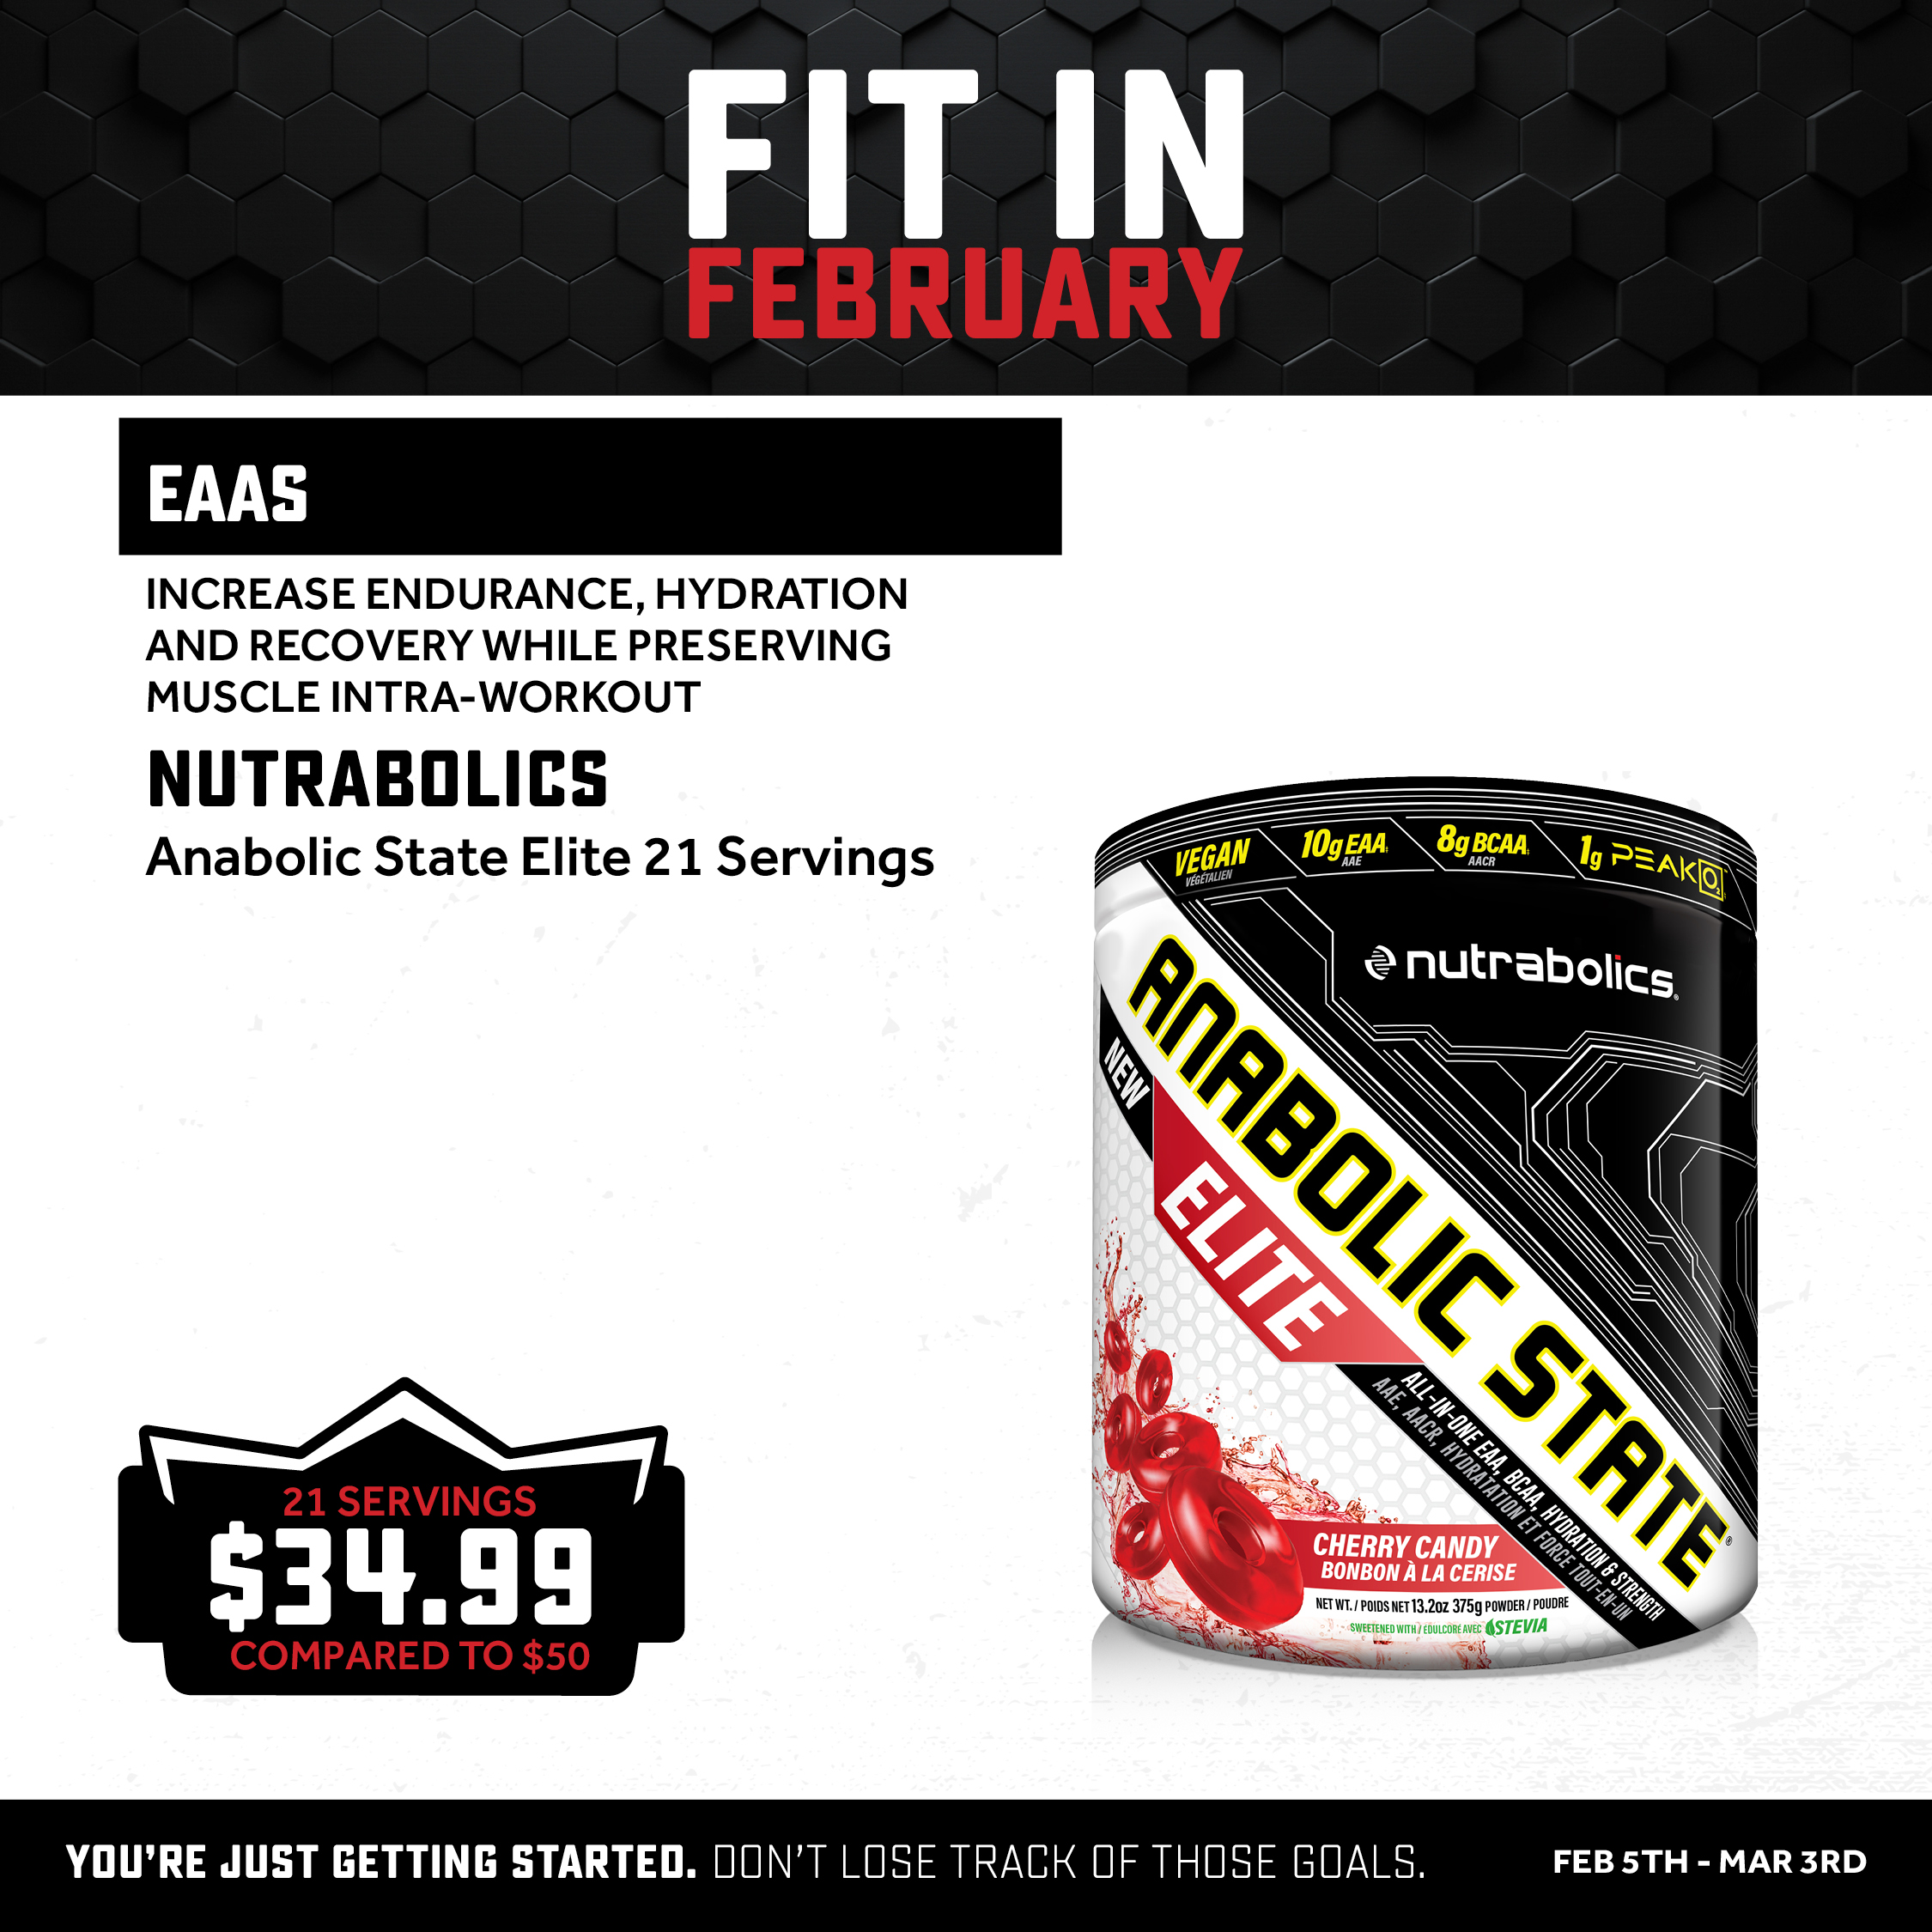 FIT IN
FEBRUARY
EAAS
INCREASE ENDURANCE, HYDRATION
AND RECOVERY WHILE PRESERVING
MUSCLE INTRA-WORKOUT
NUTRABOLICS
Anabolic State Elite 21 Servings
VEGAN
VÉGÉTALIEN
10g EAA‡
AAE
8g BCAA‡
AACR
1g PEAKO2™
nutrabolics®
ANABOLIC STATE®
NEW
ELITE
ALL-IN-ONE EAA, BCAA, HYDRATION & STRENGTH
AAE, AACR, HYDRATATION ET FORCE TOUT-EN-UN
CHERRY CANDY
BONBON À LA CERISE
NET WT. / POIDS NET 13.2oz 375g POWDER / POUDRE
SWEETENED WITH / ÉDULCORÉ AVEC STEVIA
21 SERVINGS
$34.99
COMPARED TO $50
YOU'RE JUST GETTING STARTED. DON'T LOSE TRACK OF THOSE GOALS.
FEB 5TH - MAR 3RD